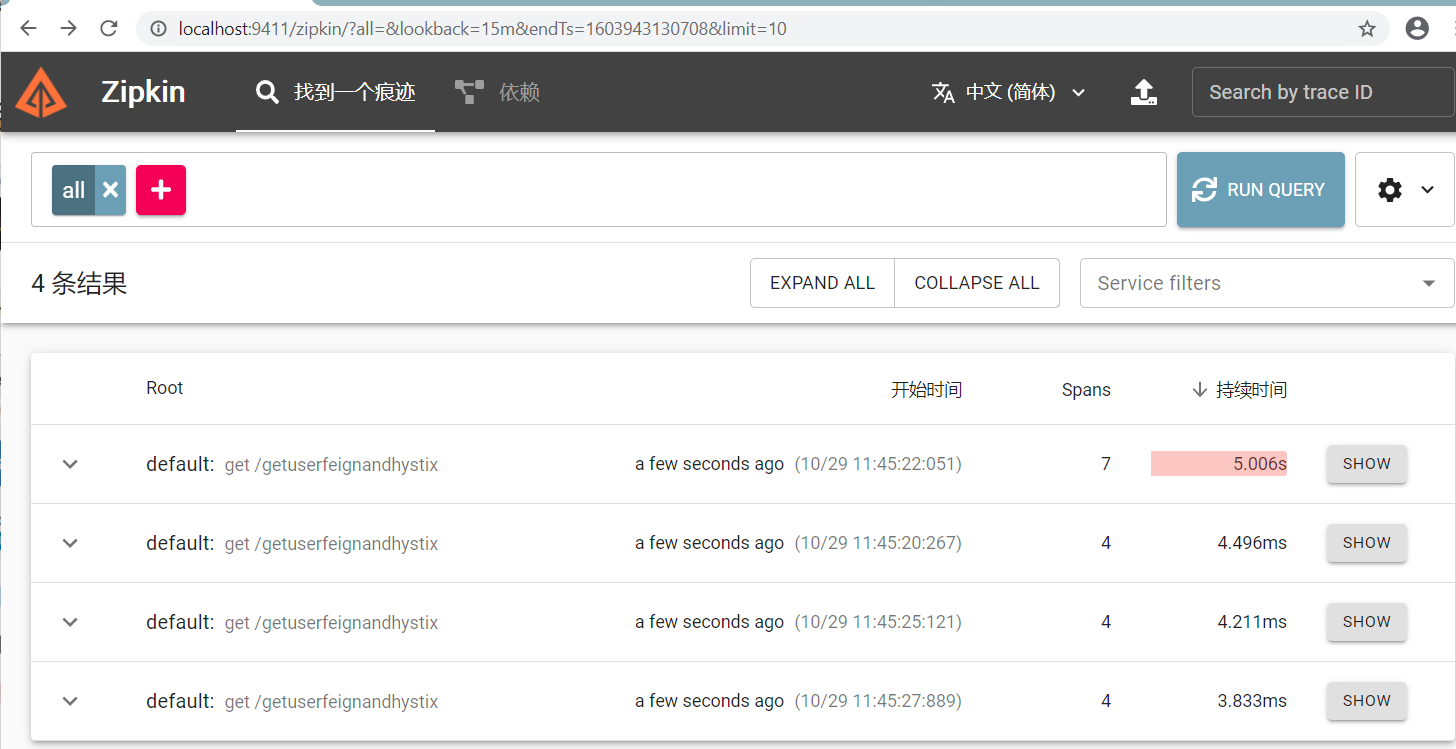 localhost:9411/zipkin/?all=&lookback=15m&endTs=1603943130708&limit=10
Zipkin 找到一个痕迹 依赖 中文 (简体) Search by trace ID
all RUN QUERY
4 条结果 EXPAND ALL COLLAPSE ALL Service filters
Root 开始时间 Spans 持续时间
default: get /getuserfeignandhystix a few seconds ago (10/29 11:45:22:051) 7 5.006s SHOW
default: get /getuserfeignandhystix a few seconds ago (10/29 11:45:20:267) 4 4.496ms SHOW
default: get /getuserfeignandhystix a few seconds ago (10/29 11:45:25:121) 4 4.211ms SHOW
default: get /getuserfeignandhystix a few seconds ago (10/29 11:45:27:889) 4 3.833ms SHOW